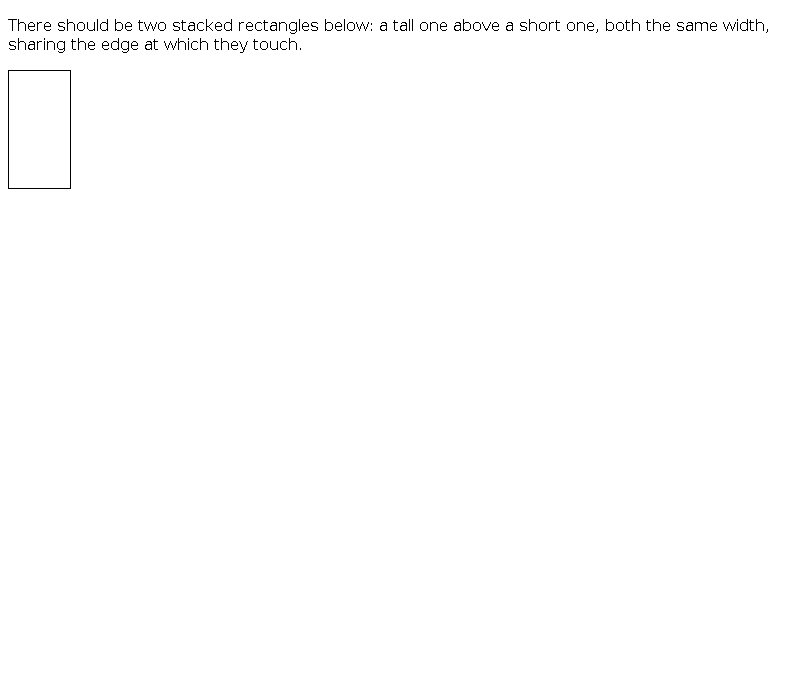 There should be two stacked rectangles below: a tall one above a short one, both the same width,
sharing the edge at which they touch.